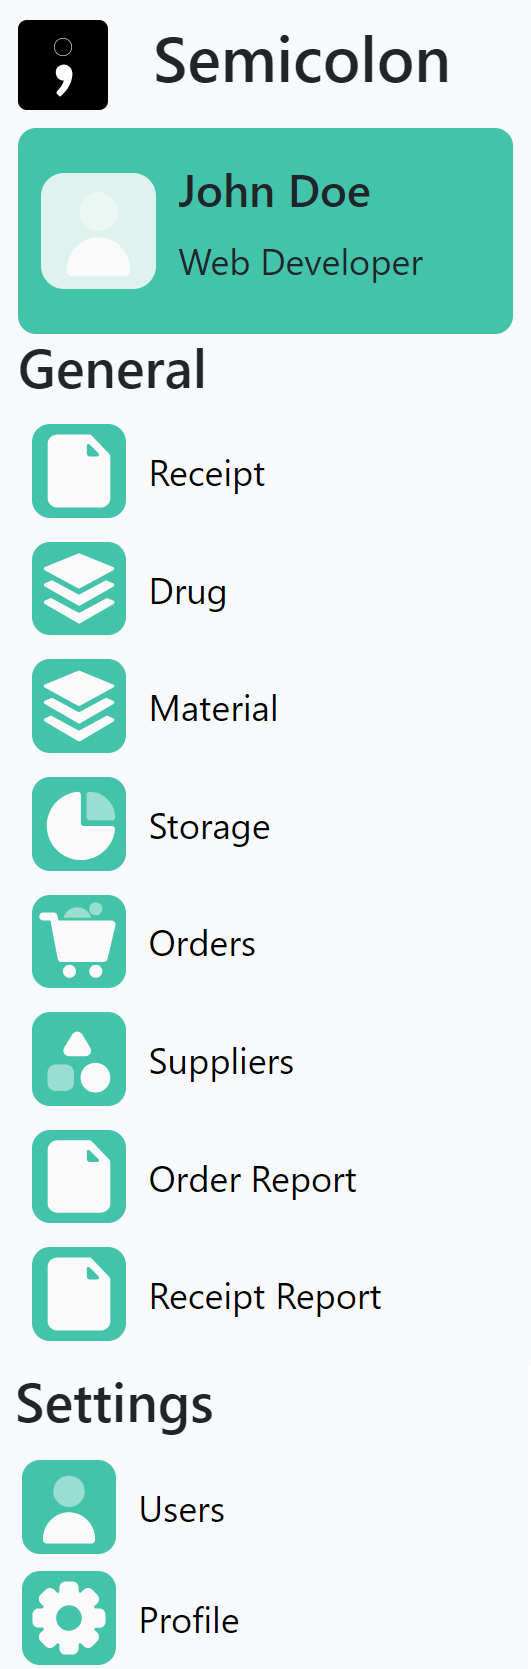 Semicolon
John Doe
Web Developer
General
Receipt
Drug
Material
Storage
Orders
Suppliers
Order Report
Receipt Report
Settings
Users
Profile